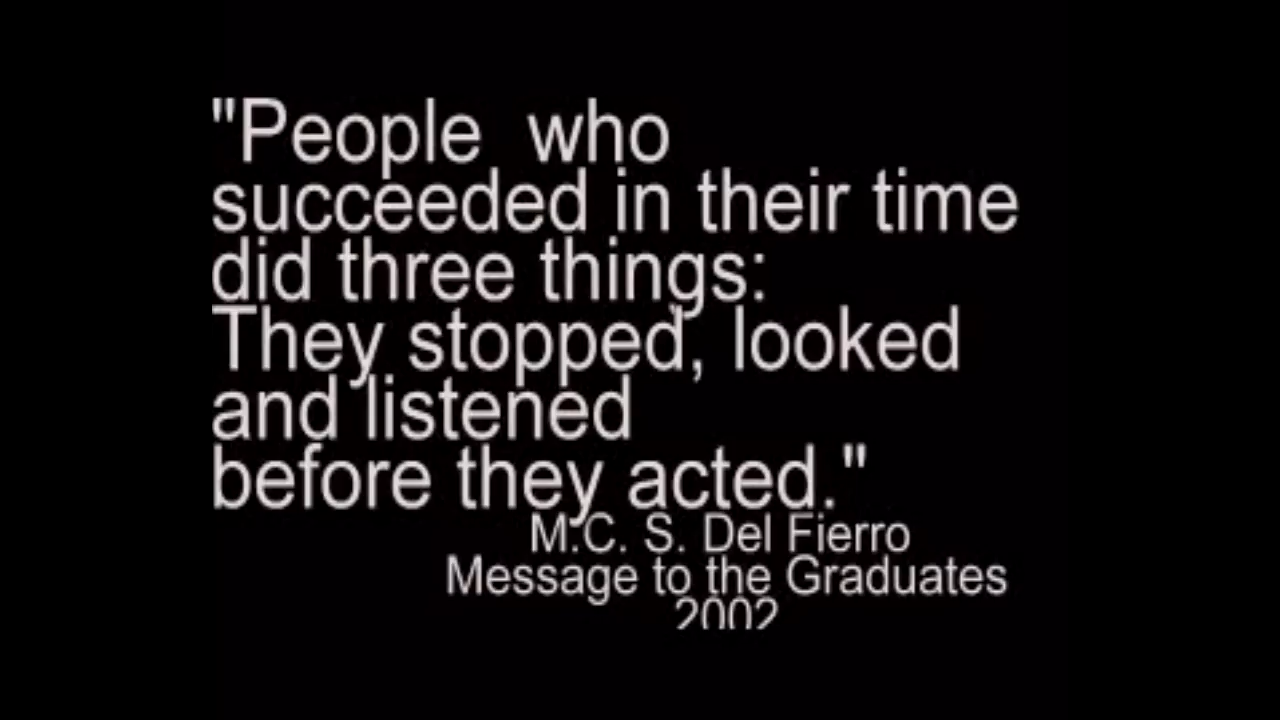 "People  who
succeeded in their time
did three things:
They stopped, looked
and listened
before they acted."
M.C. S. Del Fierro
Message to the Graduates
2002